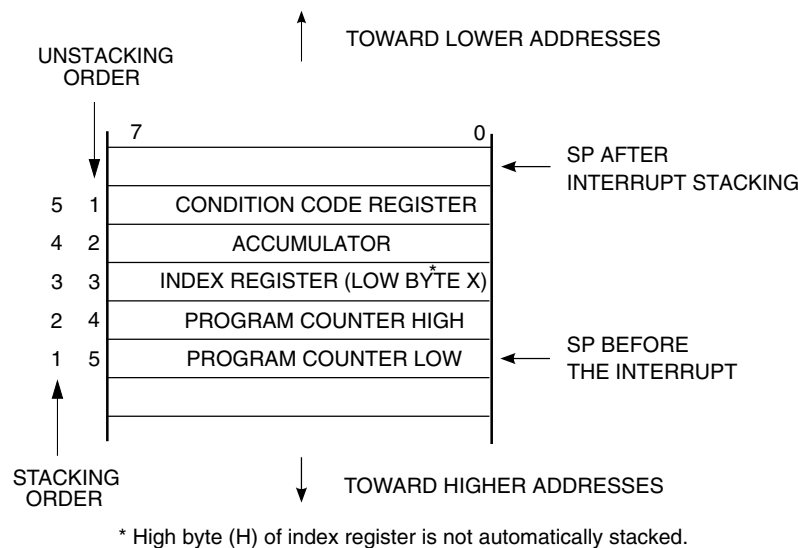 TOWARD LOWER ADDRESSES
UNSTACKING
ORDER
7 0
SP AFTER
INTERRUPT STACKING
5 1 CONDITION CODE REGISTER
4 2 ACCUMULATOR
3 3 INDEX REGISTER (LOW BYTE X)*
2 4 PROGRAM COUNTER HIGH
1 5 PROGRAM COUNTER LOW
SP BEFORE
THE INTERRUPT
STACKING
ORDER
TOWARD HIGHER ADDRESSES
* High byte (H) of index register is not automatically stacked.